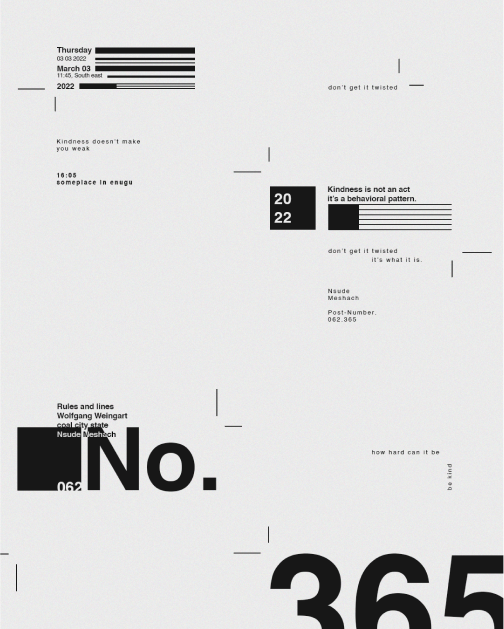 Thursday
03 03 2022
March 03
11:45, South east
2022
don't get it twisted
Kindness doesn't make
you weak
16:05
someplace in enugu
20
22
Kindness is not an act
it's a behavioral pattern.
don't get it twisted
it's what it is.
Nsude
Meshach
Post-Number.
062.365
Rules and lines
Wolfgang Weingart
coal city state
Nsude Meshach
062
No.
how hard can it be
be kind
365